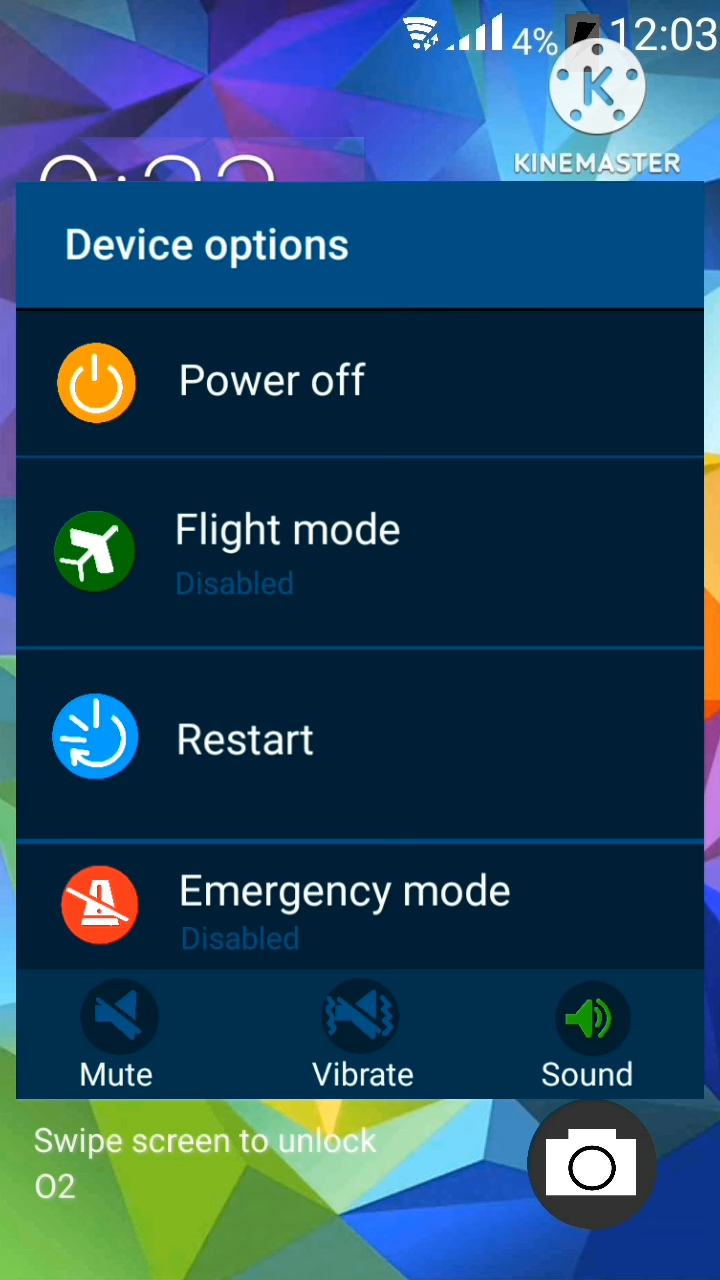 4% 12:03
K
KINEMASTER
Device options
Power off
Flight mode
Disabled
Restart
Emergency mode
Disabled
Mute Vibrate Sound
Swipe screen to unlock
O2